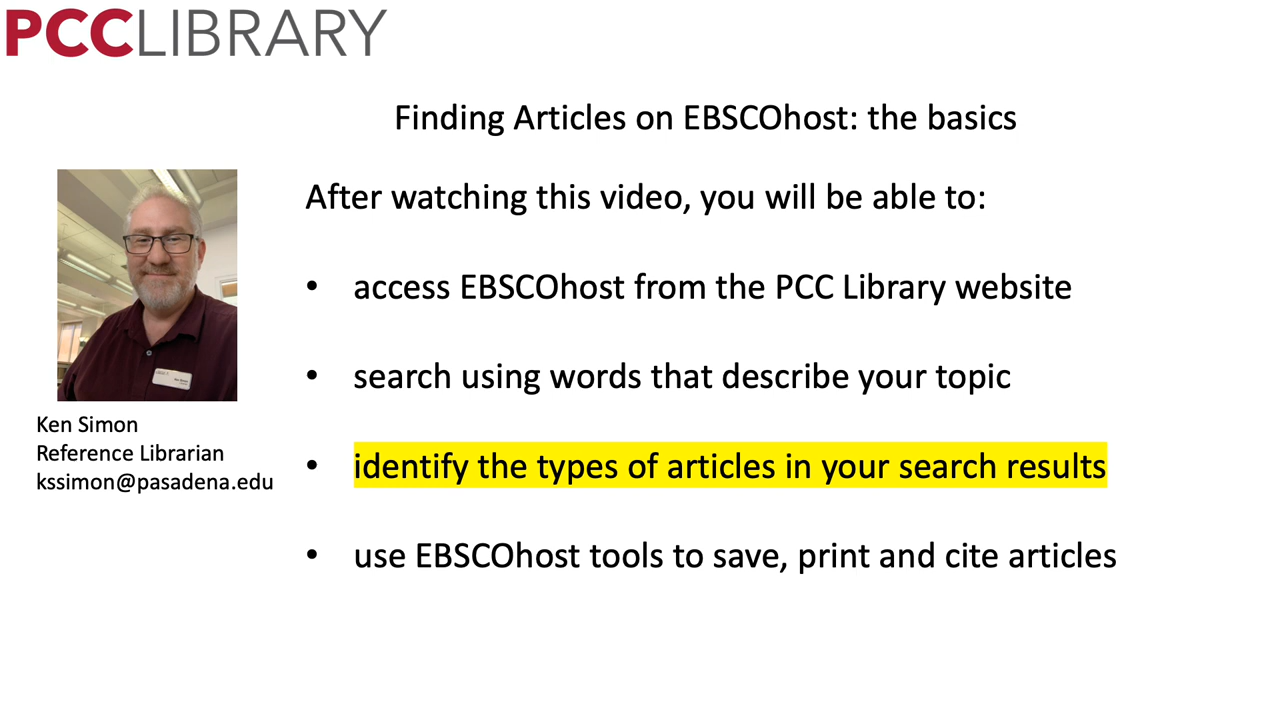 PCCLIBRARY
Finding Articles on EBSCOhost: the basics
After watching this video, you will be able to:
• access EBSCOhost from the PCC Library website
• search using words that describe your topic
• identify the types of articles in your search results
• use EBSCOhost tools to save, print and cite articles
Ken Simon
Reference Librarian
kssimon@pasadena.edu